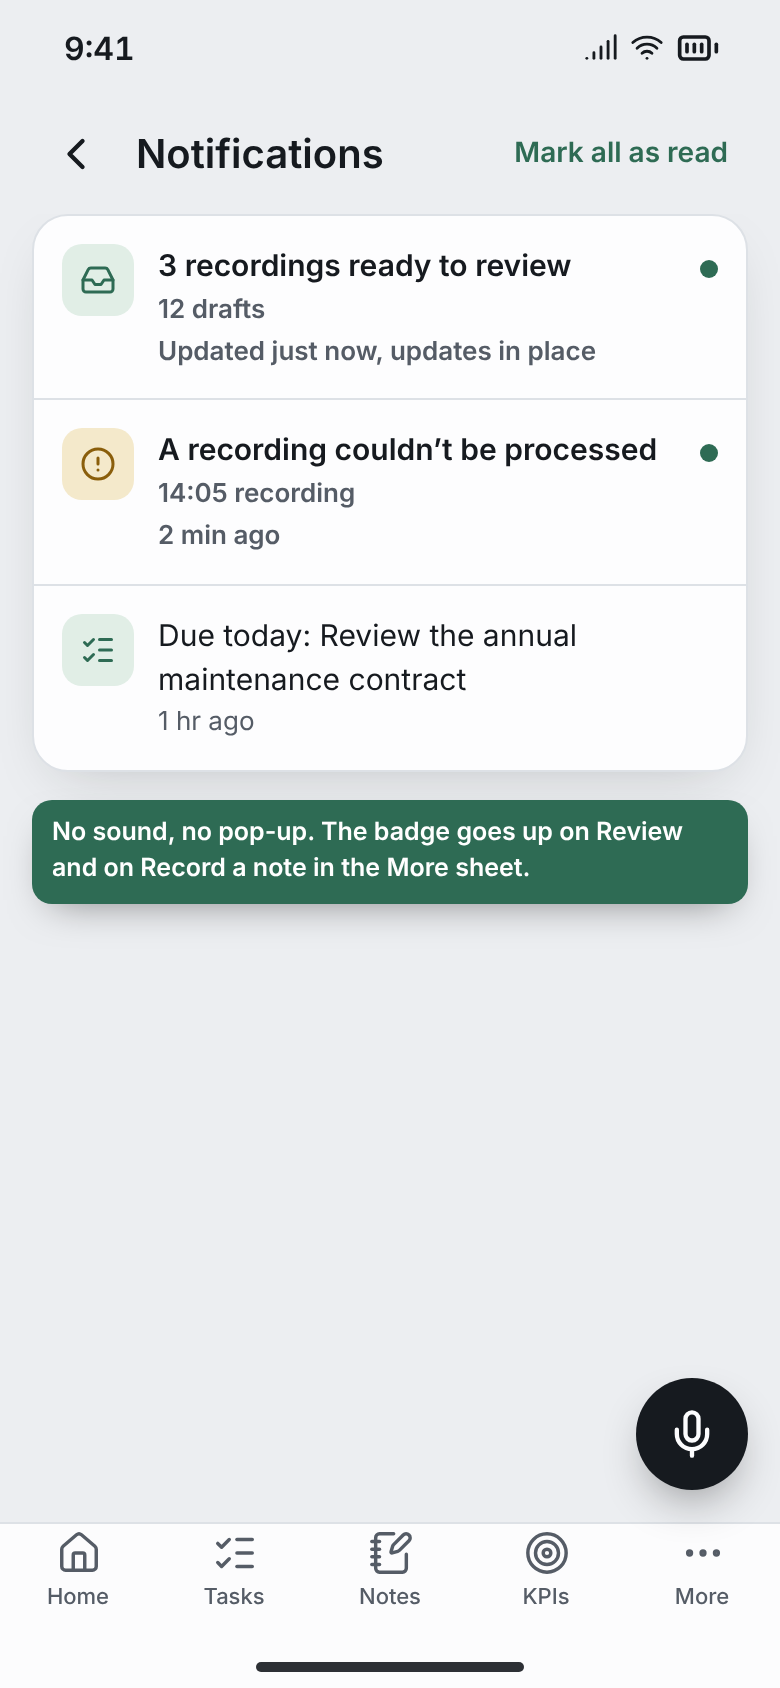 9:41
Notifications
Mark all as read
3 recordings ready to review
12 drafts
Updated just now, updates in place
A recording couldn’t be processed
14:05 recording
2 min ago
Due today: Review the annual
maintenance contract
1 hr ago
No sound, no pop-up. The badge goes up on Review
and on Record a note in the More sheet.
Home
Tasks
Notes
KPIs
More